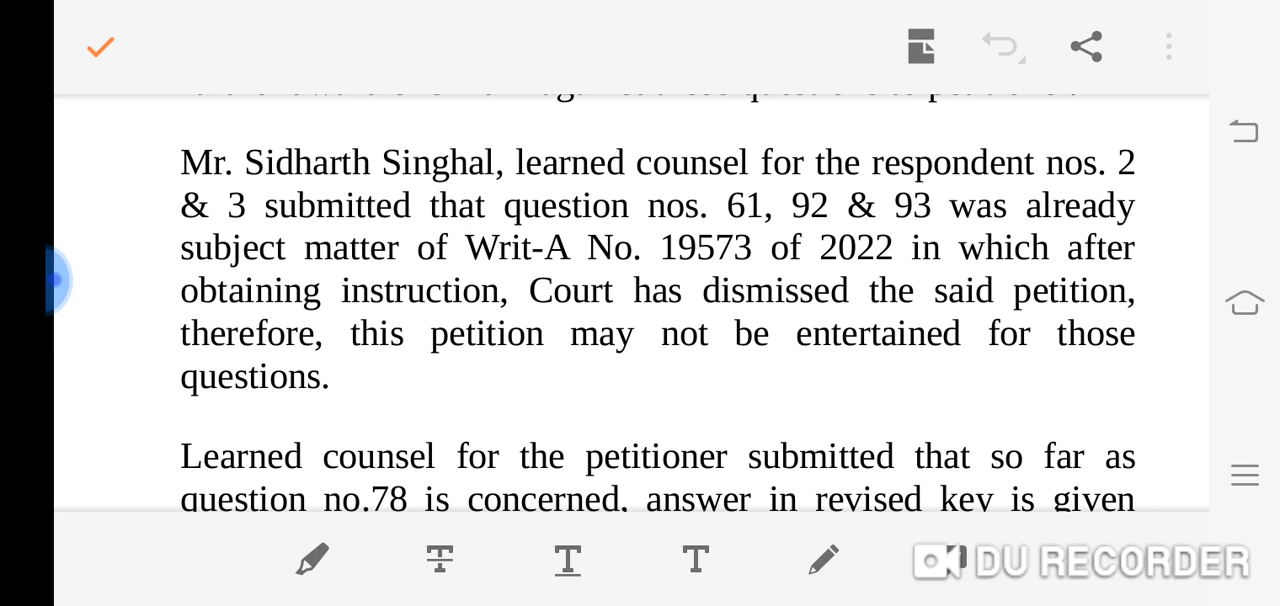 Mr. Sidharth Singhal, learned counsel for the respondent nos. 2
& 3 submitted that question nos. 61, 92 & 93 was already
subject matter of Writ-A No. 19573 of 2022 in which after
obtaining instruction, Court has dismissed the said petition,
therefore, this petition may not be entertained for those
questions.
Learned counsel for the petitioner submitted that so far as
question no.78 is concerned, answer in revised key is given
DU RECORDER